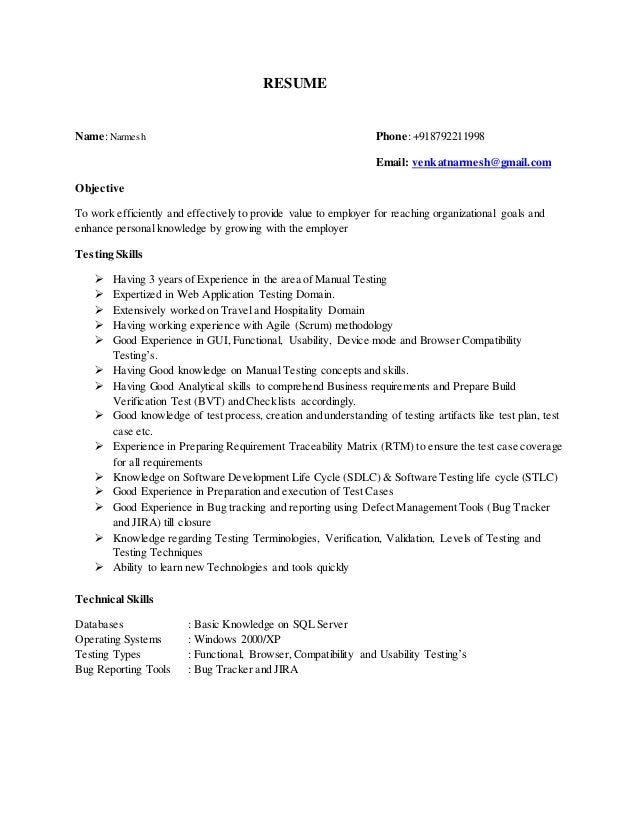 RESUME
Name: Narmesh Phone: +918792211998
Email: venkatnarmesh@gmail.com
Objective
To work efficiently and effectively to provide value to employer for reaching organizational goals and
enhance personal knowledge by growing with the employer
Testing Skills
➢ Having 3 years of Experience in the area of Manual Testing
➢ Expertized in Web Application Testing Domain.
➢ Extensively worked on Travel and Hospitality Domain
➢ Having working experience with Agile (Scrum) methodology
➢ Good Experience in GUI, Functional, Usability, Device mode and Browser Compatibility
Testing’s.
➢ Having Good knowledge on Manual Testing concepts and skills.
➢ Having Good Analytical skills to comprehend Business requirements and Prepare Build
Verification Test (BVT) and Checklists accordingly.
➢ Good knowledge of test process, creation and understanding of testing artifacts like test plan, test
case etc.
➢ Experience in Preparing Requirement Traceability Matrix (RTM) to ensure the test case coverage
for all requirements
➢ Knowledge on Software Development Life Cycle (SDLC) & Software Testing life cycle (STLC)
➢ Good Experience in Preparation and execution of Test Cases
➢ Good Experience in Bug tracking and reporting using Defect Management Tools (Bug Tracker
and JIRA) till closure
➢ Knowledge regarding Testing Terminologies, Verification, Validation, Levels of Testing and
Testing Techniques
➢ Ability to learn new Technologies and tools quickly
Technical Skills
Databases : Basic Knowledge on SQL Server
Operating Systems : Windows 2000/XP
Testing Types : Functional, Browser, Compatibility and Usability Testing’s
Bug Reporting Tools : Bug Tracker and JIRA